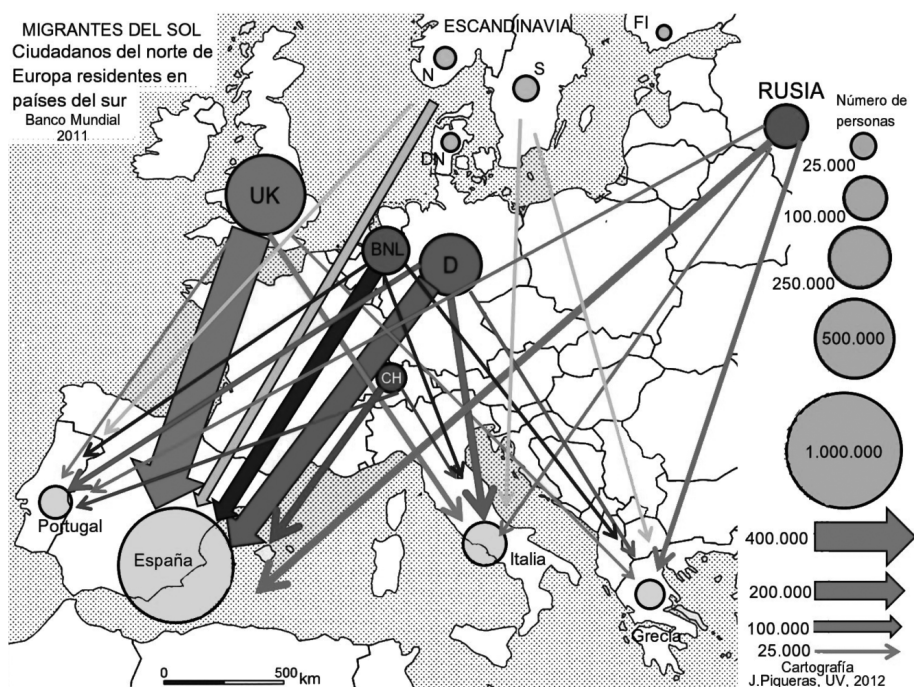 MIGRANTES DEL SOL
Ciudadanos del norte de
Europa residentes en
países del sur
Banco Mundial
2011
ESCANDINAVIA
FI
N
S
DN
RUSIA
UK
BNL
D
CH
Portugal
España
Italia
Grecia
Número de
personas
25.000
100.000
250.000
500.000
1.000.000
400.000
200.000
100.000
25.000
Cartografía
J.Piqueras, UV, 2012
0
500
km